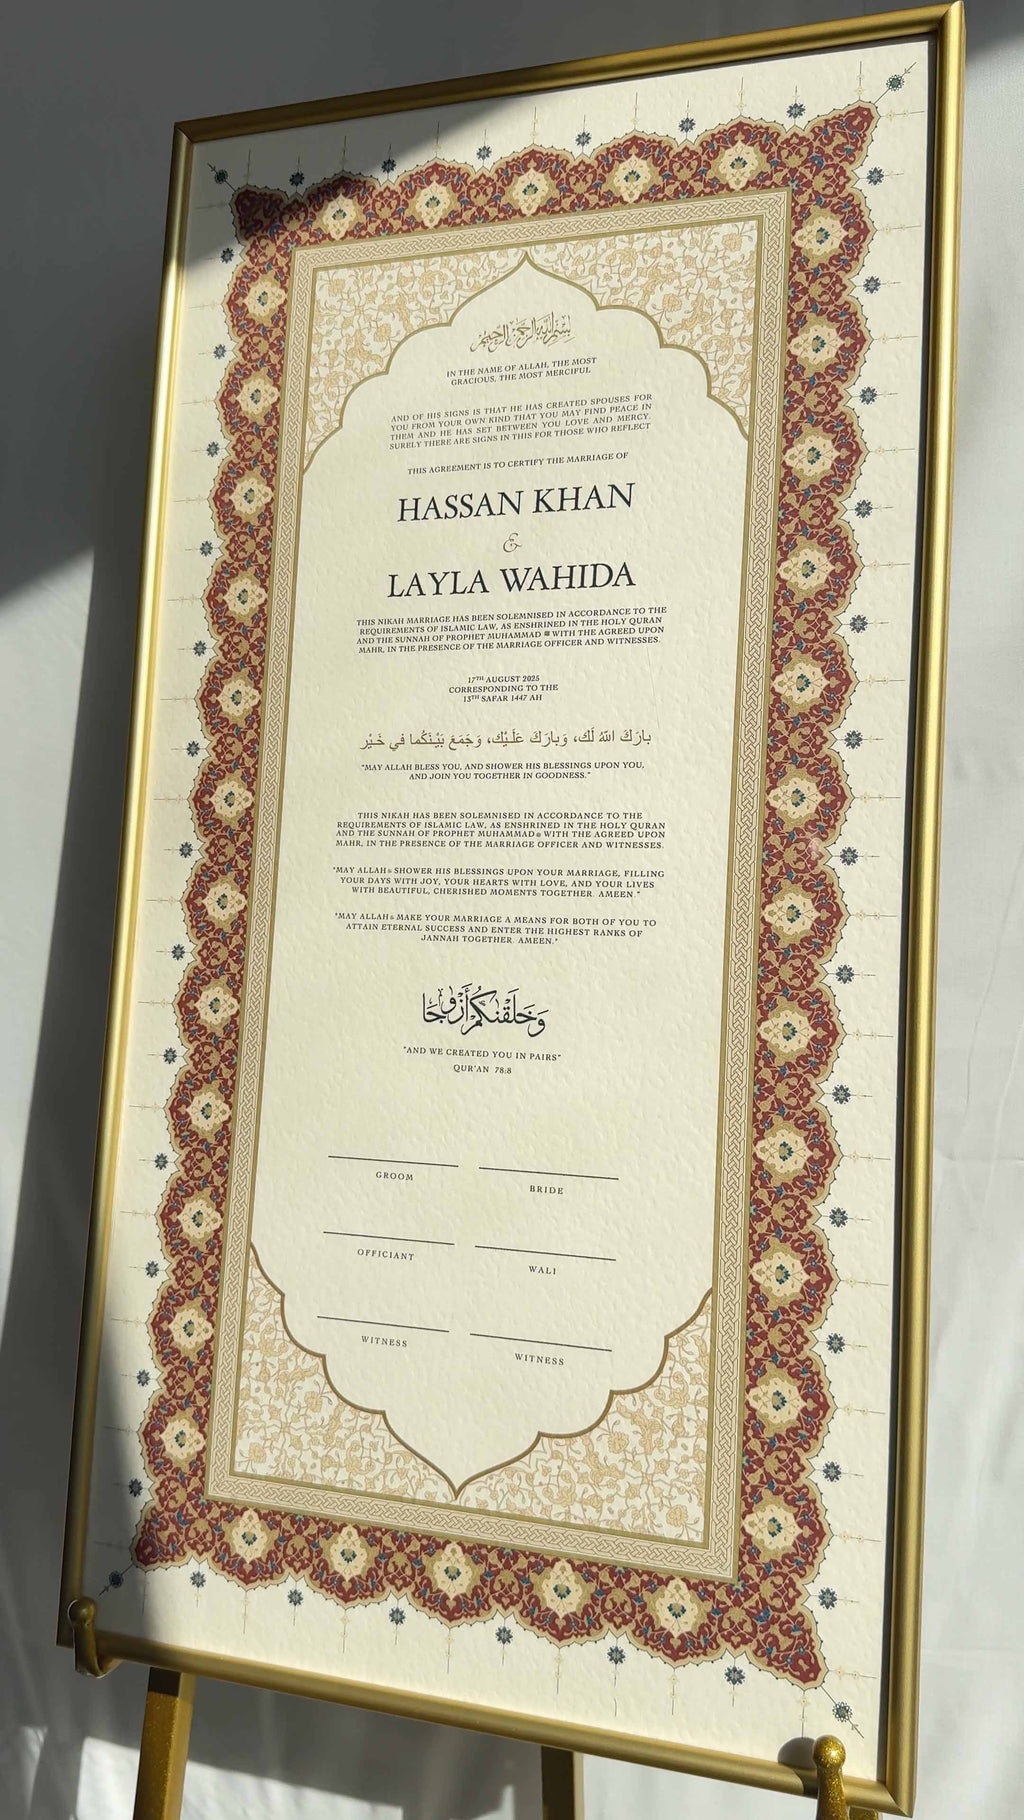 بسم الله الرحمن الرحيم
IN THE NAME OF ALLAH, THE MOST
GRACIOUS, THE MOST MERCIFUL
AND OF HIS SIGNS IS THAT HE HAS CREATED SPOUSES FOR
YOU FROM YOUR OWN KIND THAT YOU MAY FIND PEACE IN
THEM AND HE HAS SET BETWEEN YOU LOVE AND MERCY.
SURELY THERE ARE SIGNS IN THIS FOR THOSE WHO REFLECT
THIS AGREEMENT IS TO CERTIFY THE MARRIAGE OF
HASSAN KHAN
&
LAYLA WAHIDA
THIS NIKAH MARRIAGE HAS BEEN SOLEMNISED IN ACCORDANCE TO THE
REQUIREMENTS OF ISLAMIC LAW, AS ENSHRINED IN THE HOLY QURAN
AND THE SUNNAH OF PROPHET MUHAMMAD ﷺ WITH THE AGREED UPON
MAHR, IN THE PRESENCE OF THE MARRIAGE OFFICER AND WITNESSES.
17TH AUGUST 2025
CORRESPONDING TO THE
13TH SAFAR 1447 AH
بارَكَ اللهُ لَك، وَبارَكَ عَلَيْك، وَجَمَعَ بَيْنَكُما في خَيْر
"MAY ALLAH BLESS YOU, AND SHOWER HIS BLESSINGS UPON YOU,
AND JOIN YOU TOGETHER IN GOODNESS."
THIS NIKAH HAS BEEN SOLEMNISED IN ACCORDANCE TO THE
REQUIREMENTS OF ISLAMIC LAW, AS ENSHRINED IN THE HOLY QURAN
AND THE SUNNAH OF PROPHET MUHAMMAD ﷺ WITH THE AGREED UPON
MAHR, IN THE PRESENCE OF THE MARRIAGE OFFICER AND WITNESSES.
"MAY ALLAH SHOWER HIS BLESSINGS UPON YOUR MARRIAGE, FILLING
YOUR DAYS WITH JOY, YOUR HEARTS WITH LOVE, AND YOUR LIVES
WITH BEAUTIFUL, CHERISHED MOMENTS TOGETHER. AMEEN."
"MAY ALLAH MAKE YOUR MARRIAGE A MEANS FOR BOTH OF YOU TO
ATTAIN ETERNAL SUCCESS AND ENTER THE HIGHEST RANKS OF
JANNAH TOGETHER. AMEEN."
وَخَلَقْنَٰكُمْ أَزْوَٰجًا
"AND WE CREATED YOU IN PAIRS"
QUR'AN 78:8
GROOM
BRIDE
OFFICIANT
WALI
WITNESS
WITNESS